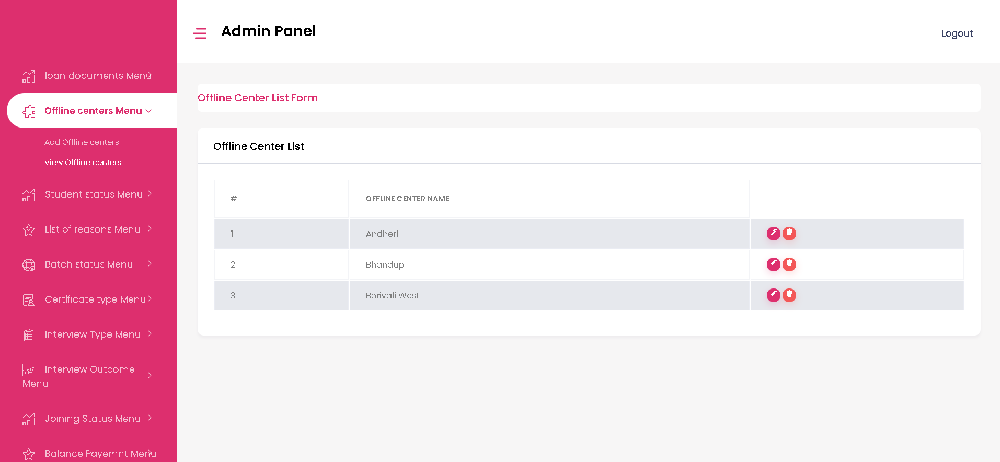 Admin Panel
Logout
loan documents Menu
Offline centers Menu
Add Offline centers
View Offline centers
Student status Menu
List of reasons Menu
Batch status Menu
Certificate type Menu
Interview Type Menu
Interview Outcome
Menu
Joining Status Menu
Balance Payemnt Menu
Offline Center List Form
Offline Center List
# OFFLINE CENTER NAME
1 Andheri
2 Bhandup
3 Borivali West